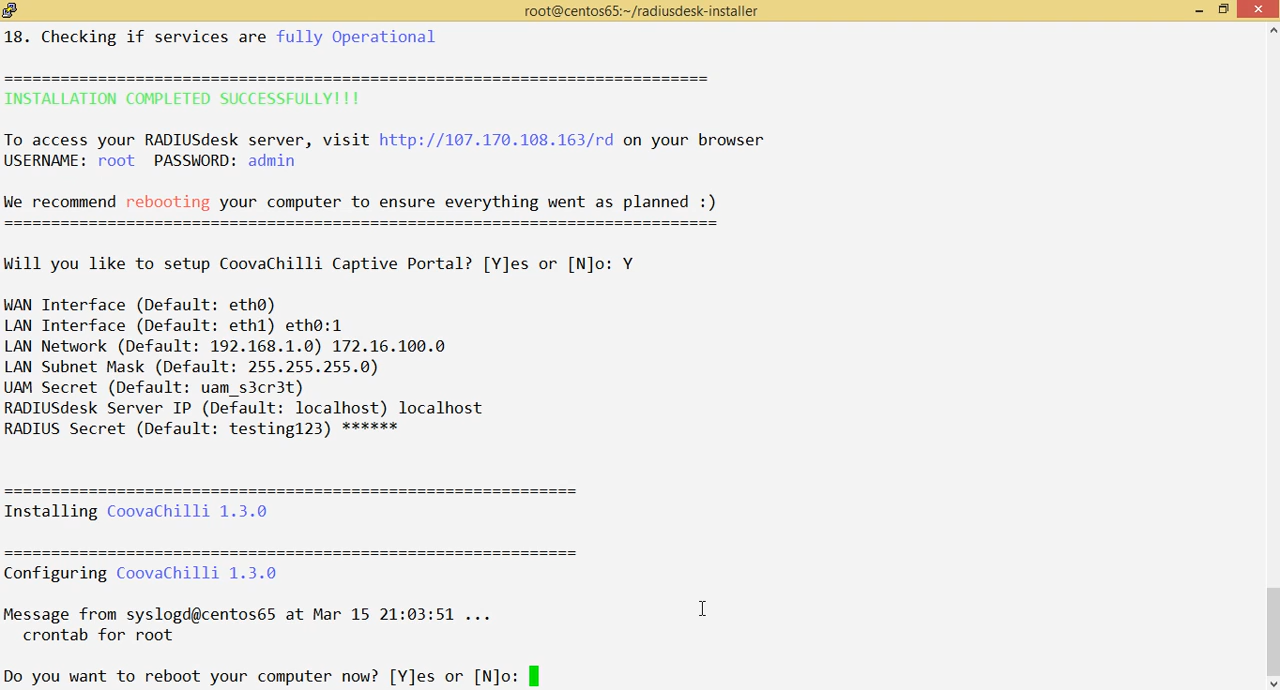 root@centos65:~/radiusdesk-installer
18. Checking if services are fully Operational
===========================================================================
INSTALLATION COMPLETED SUCCESSFULLY!!!
To access your RADIUSdesk server, visit http://107.170.108.163/rd on your browser
USERNAME: root  PASSWORD: admin
We recommend rebooting your computer to ensure everything went as planned :)
============================================================================
Will you like to setup CoovaChilli Captive Portal? [Y]es or [N]o: Y
WAN Interface (Default: eth0)
LAN Interface (Default: eth1) eth0:1
LAN Network (Default: 192.168.1.0) 172.16.100.0
LAN Subnet Mask (Default: 255.255.255.0)
UAM Secret (Default: uam_s3cr3t)
RADIUSdesk Server IP (Default: localhost) localhost
RADIUS Secret (Default: testing123) ******
=============================================================
Installing CoovaChilli 1.3.0
=============================================================
Configuring CoovaChilli 1.3.0
Message from syslogd@centos65 at Mar 15 21:03:51 ...
  crontab for root
Do you want to reboot your computer now? [Y]es or [N]o: